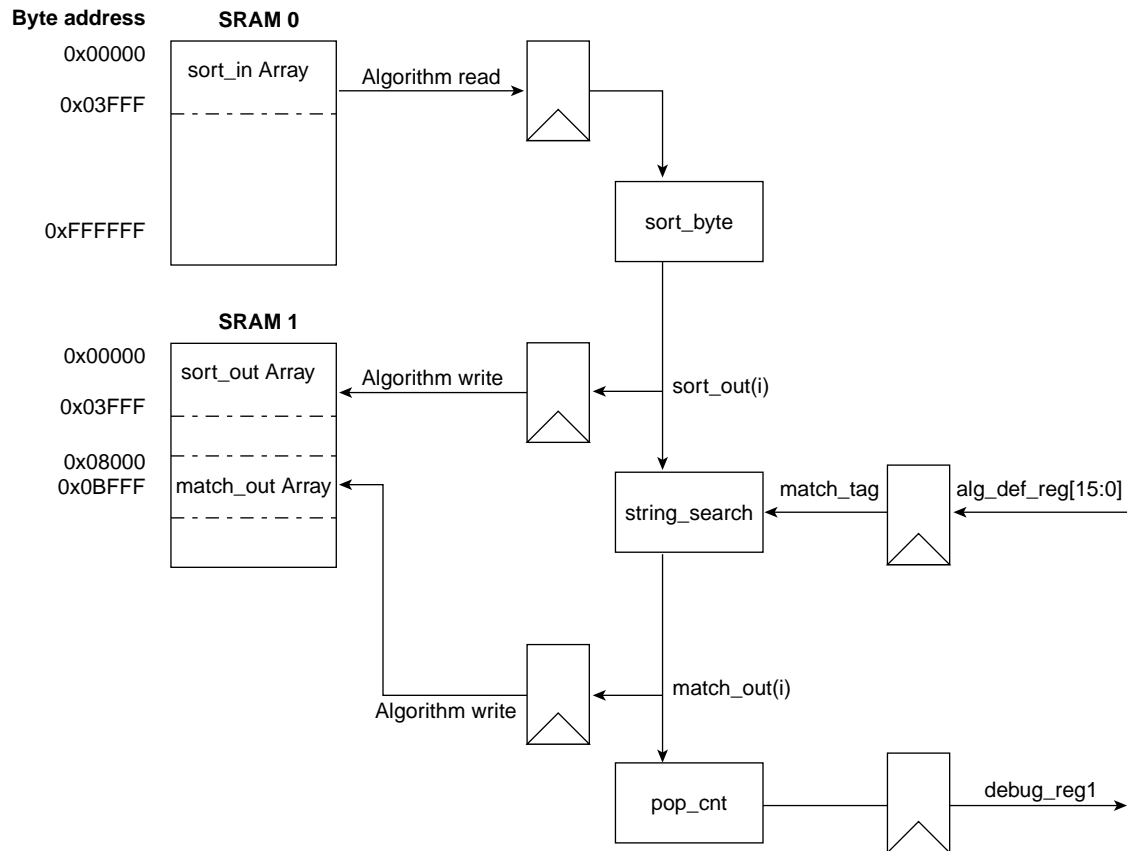 Byte address
SRAM 0
0x00000
sort_in Array
Algorithm read
0x03FFF
0xFFFFFF
sort_byte
SRAM 1
0x00000
sort_out Array
Algorithm write
sort_out(i)
0x03FFF
0x08000
0x0BFFF
match_out Array
match_tag
alg_def_reg[15:0]
string_search
match_out(i)
Algorithm write
pop_cnt
debug_reg1